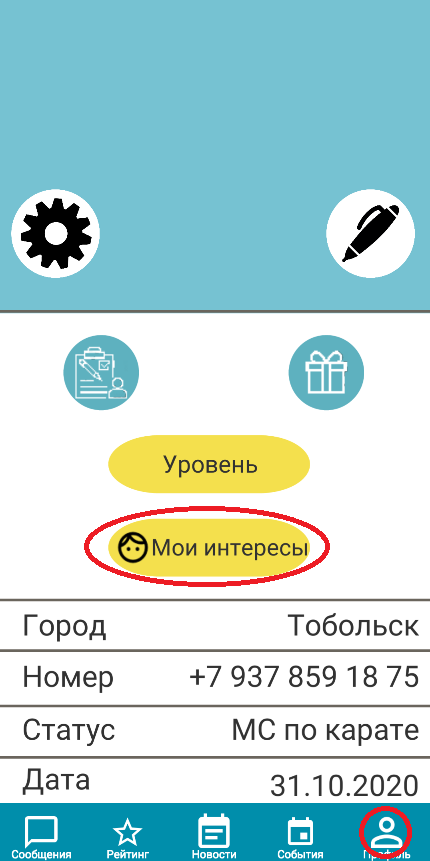 Уровень
Мои интересы
Город Тобольск
Номер +7 937 859 18 75
Статус МС по карате
Дата 31.10.2020
Сообщения Рейтинг Новости События Профиль